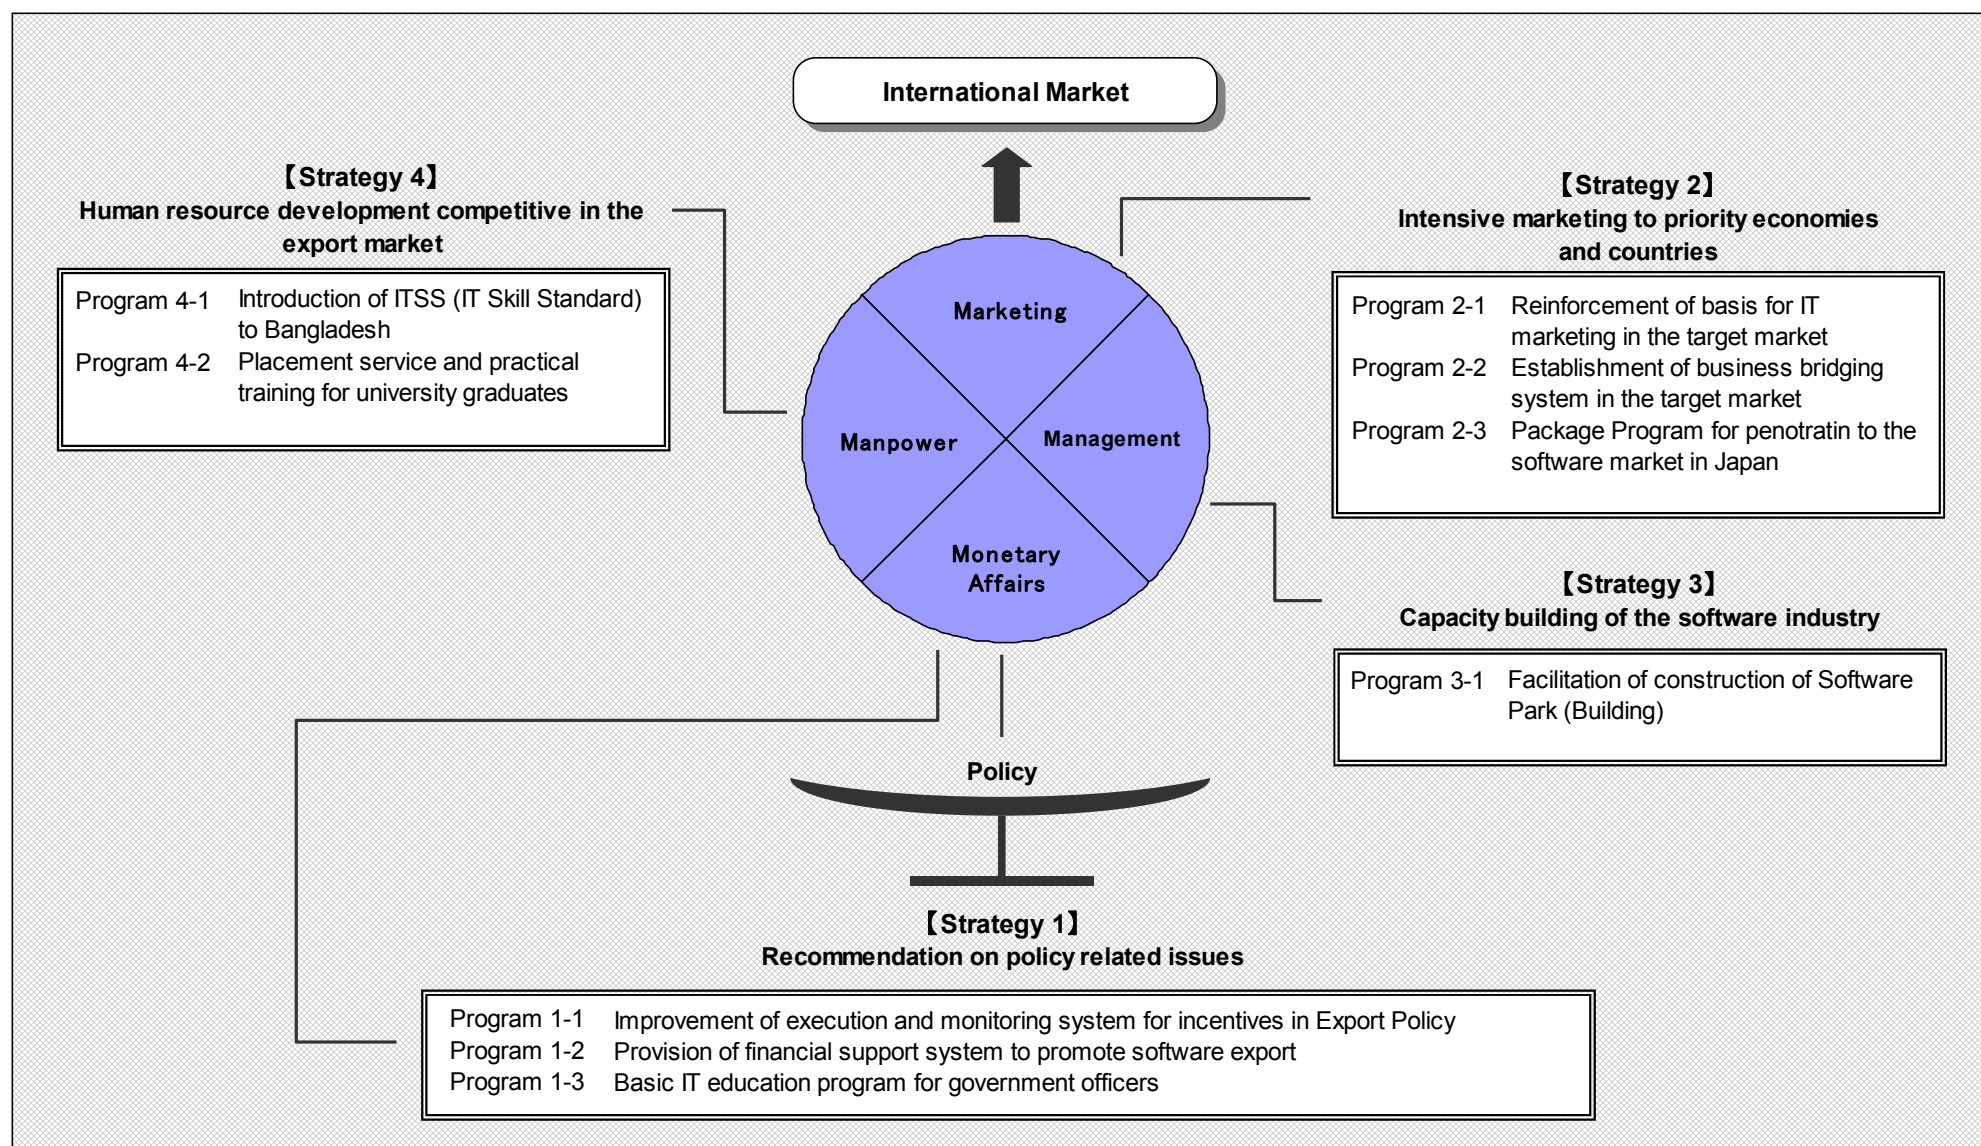 International Market
【Strategy 4】
Human resource development competitive in the
export market
Program 4-1 Introduction of ITSS (IT Skill Standard)
to Bangladesh
Program 4-2 Placement service and practical
training for university graduates
【Strategy 2】
Intensive marketing to priority economies
and countries
Program 2-1 Reinforcement of basis for IT
marketing in the target market
Program 2-2 Establishment of business bridging
system in the target market
Program 2-3 Package Program for penotratin to the
software market in Japan
Marketing
Manpower
Management
Monetary
Affairs
【Strategy 3】
Capacity building of the software industry
Program 3-1 Facilitation of construction of Software
Park (Building)
Policy
【Strategy 1】
Recommendation on policy related issues
Program 1-1 Improvement of execution and monitoring system for incentives in Export Policy
Program 1-2 Provision of financial support system to promote software export
Program 1-3 Basic IT education program for government officers